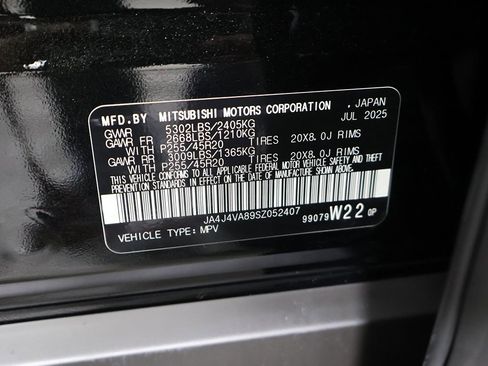 MFD.BY MITSUBISHI MOTORS CORPORATION , JAPAN
GVWR 5302LBS/2405KG JUL 2025
GAWR FR 2668LBS/1210KG
WITH P255/45R20 TIRES 20X8.0J RIMS
GAWR RR 3009LBS/1365KG
WITH P255/45R20 TIRES 20X8.0J RIMS
THIS VEHICLE CONFORMS TO ALL APPLICABLE FEDERAL MOTOR VEHICLE SAFETY AND THEFT
PREVENTION STANDARDS IN EFFECT ON THE DATE OF MANUFACTURE SHOWN ABOVE.
JA4J4VA89SZ052407 99079W22 0P
VEHICLE TYPE: MPV